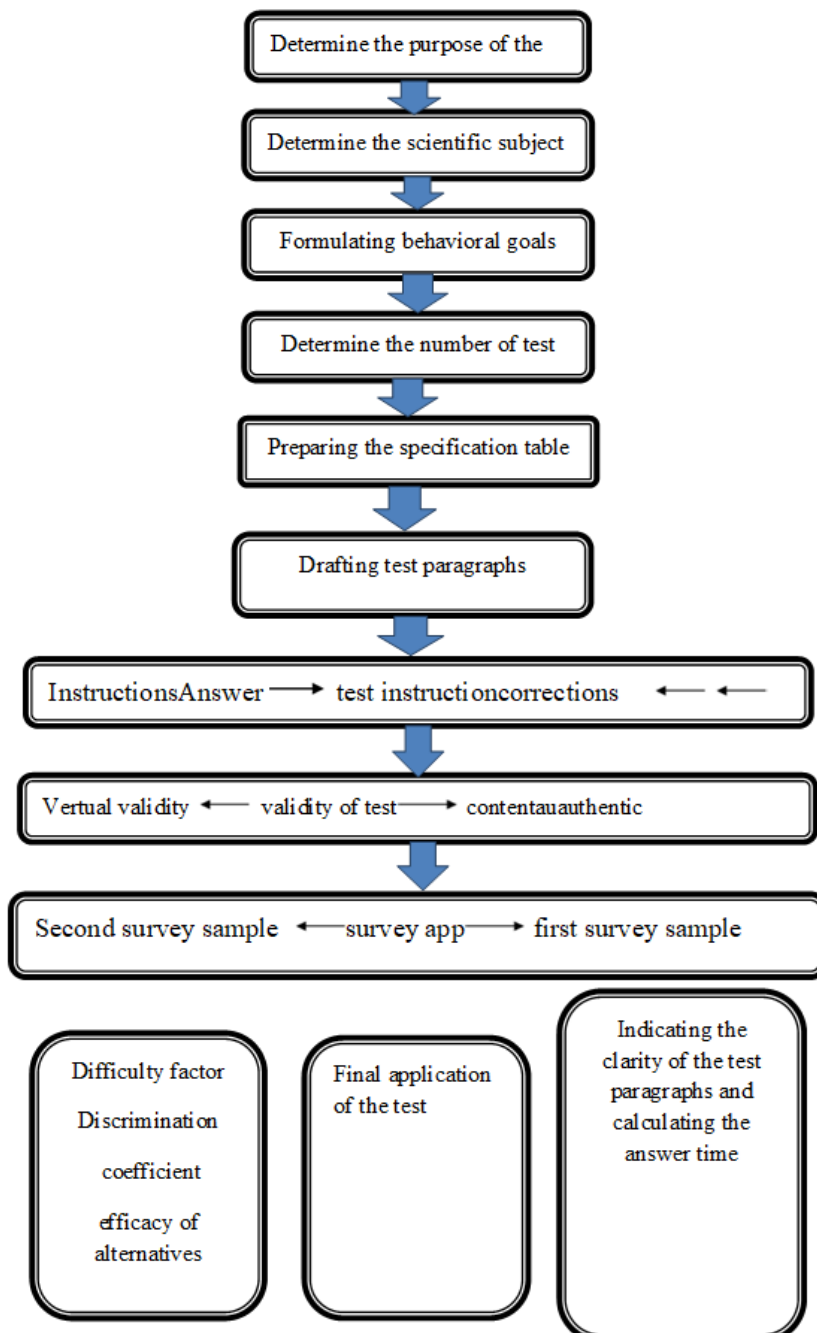 Determine the purpose of the
Determine the scientific subject
Formulating behavioral goals
Determine the number of test
Preparing the specification table
Drafting test paragraphs
InstructionsAnswer → test instructioncorrections ← ←
Vertual validity ← validity of test → contentauauthentic
Second survey sample ← survey app → first survey sample
Difficulty factor
Discrimination
coefficient
efficacy of
alternatives
Final application
of the test
Indicating the
clarity of the test
paragraphs and
calculating the
answer time